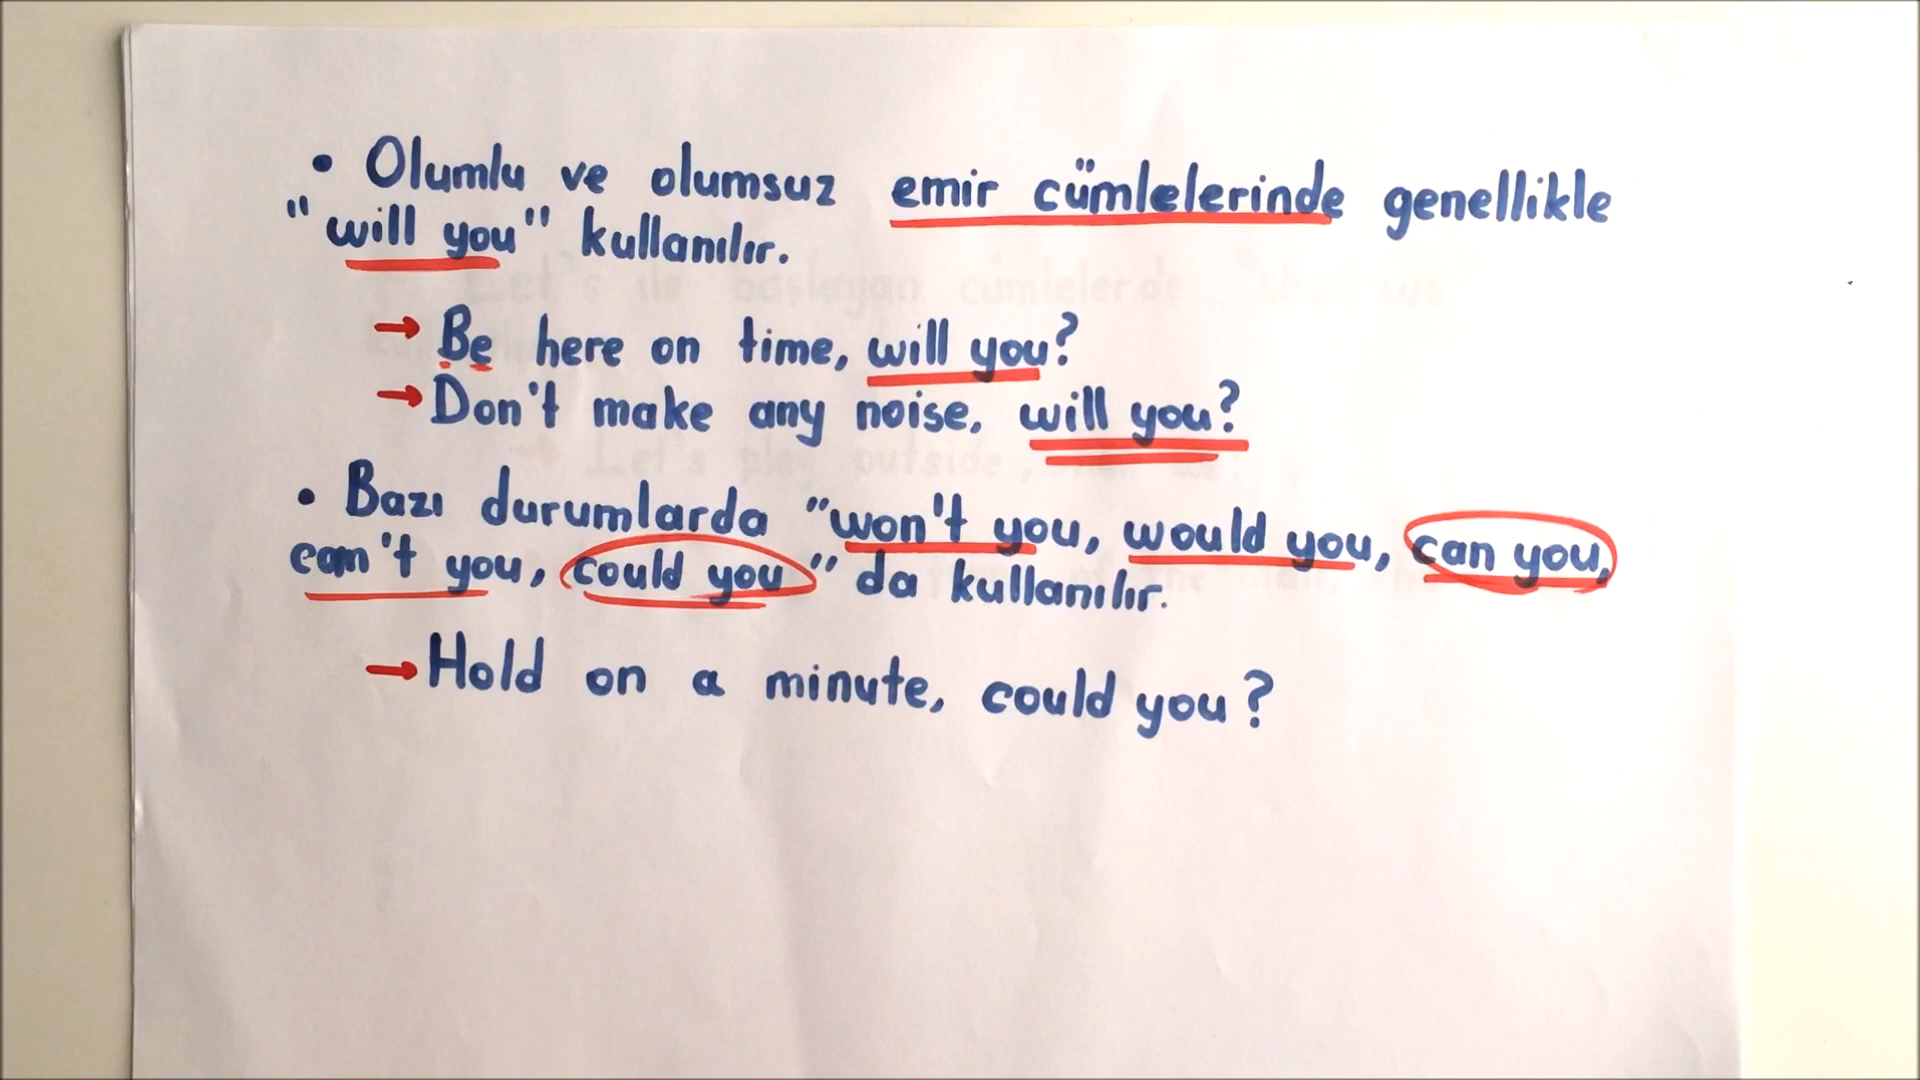 • Olumlu ve olumsuz emir cümlelerinde genellikle
"will you" kullanılır.
→ Be here on time, will you?
→ Don't make any noise, will you?
• Bazı durumlarda "won't you, would you, can you,
can't you, could you" da kullanılır.
→ Hold on a minute, could you?